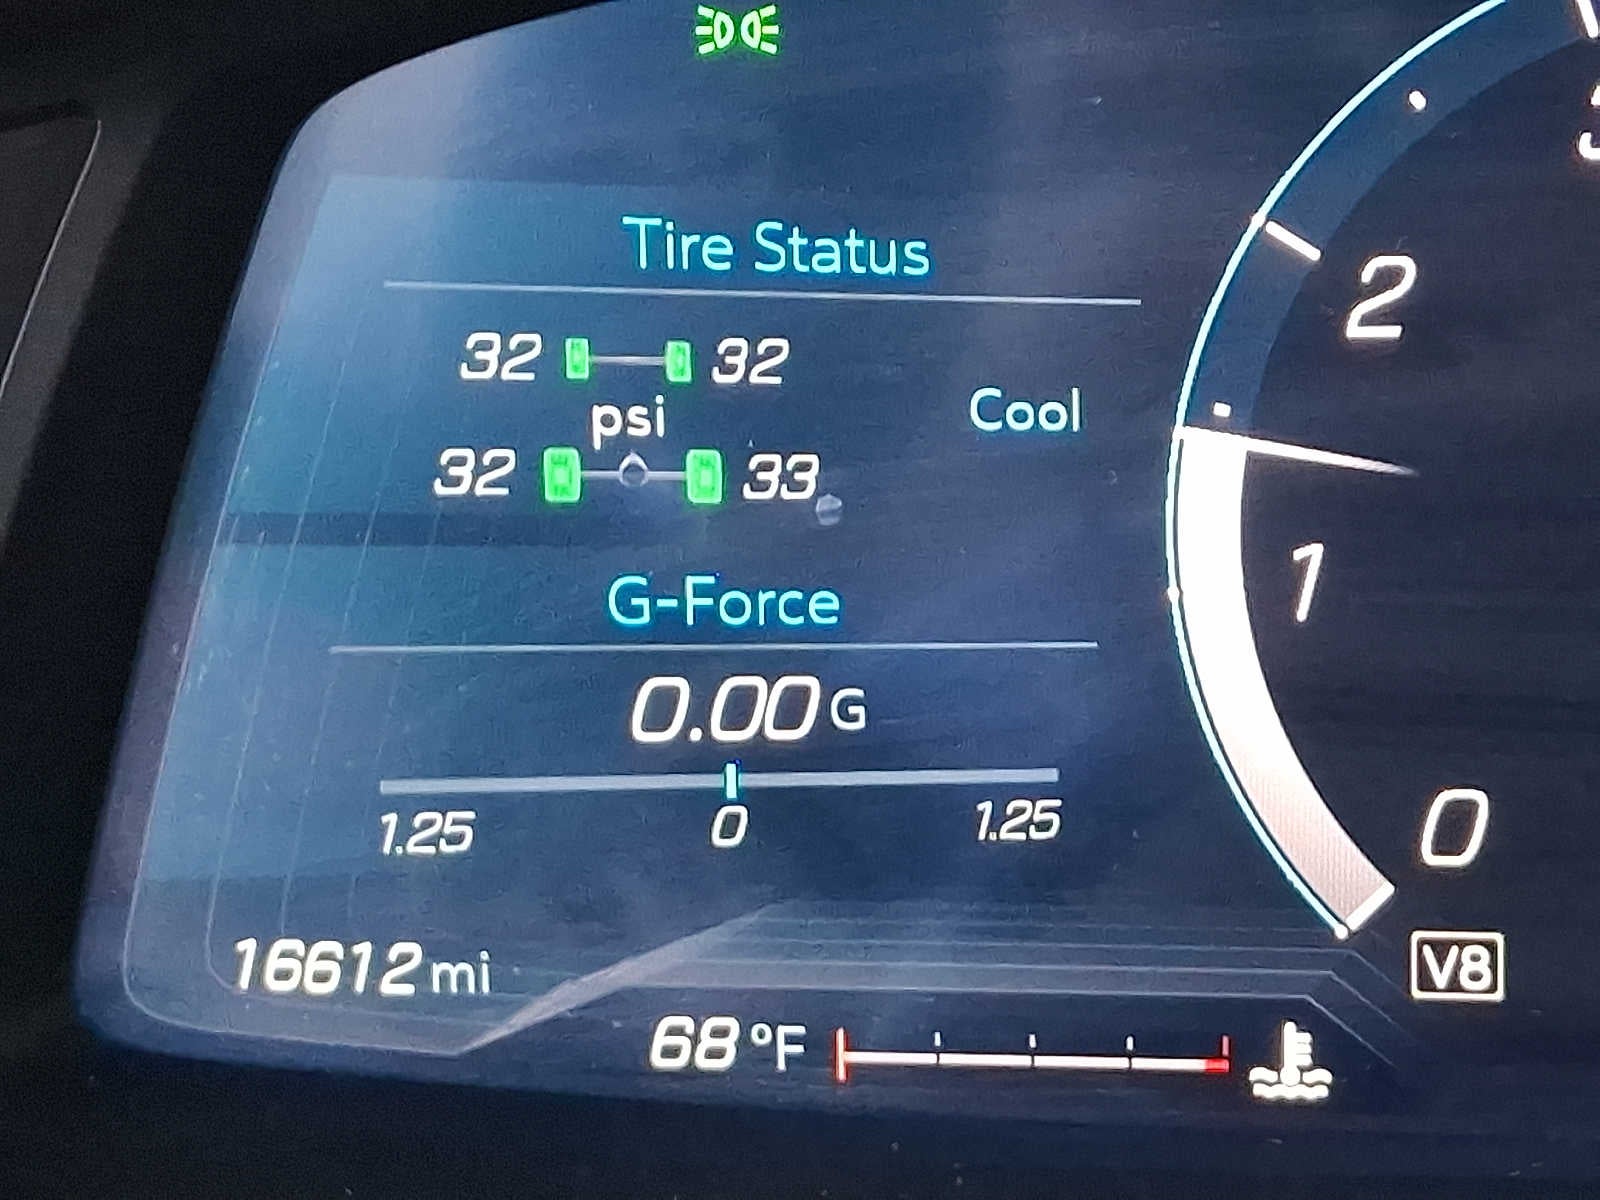 Tire Status
32 32
psi
Cool
32 33
G-Force
0.00 G
1.25 0 1.25
16612 mi
68 °F
2
1
0
V8